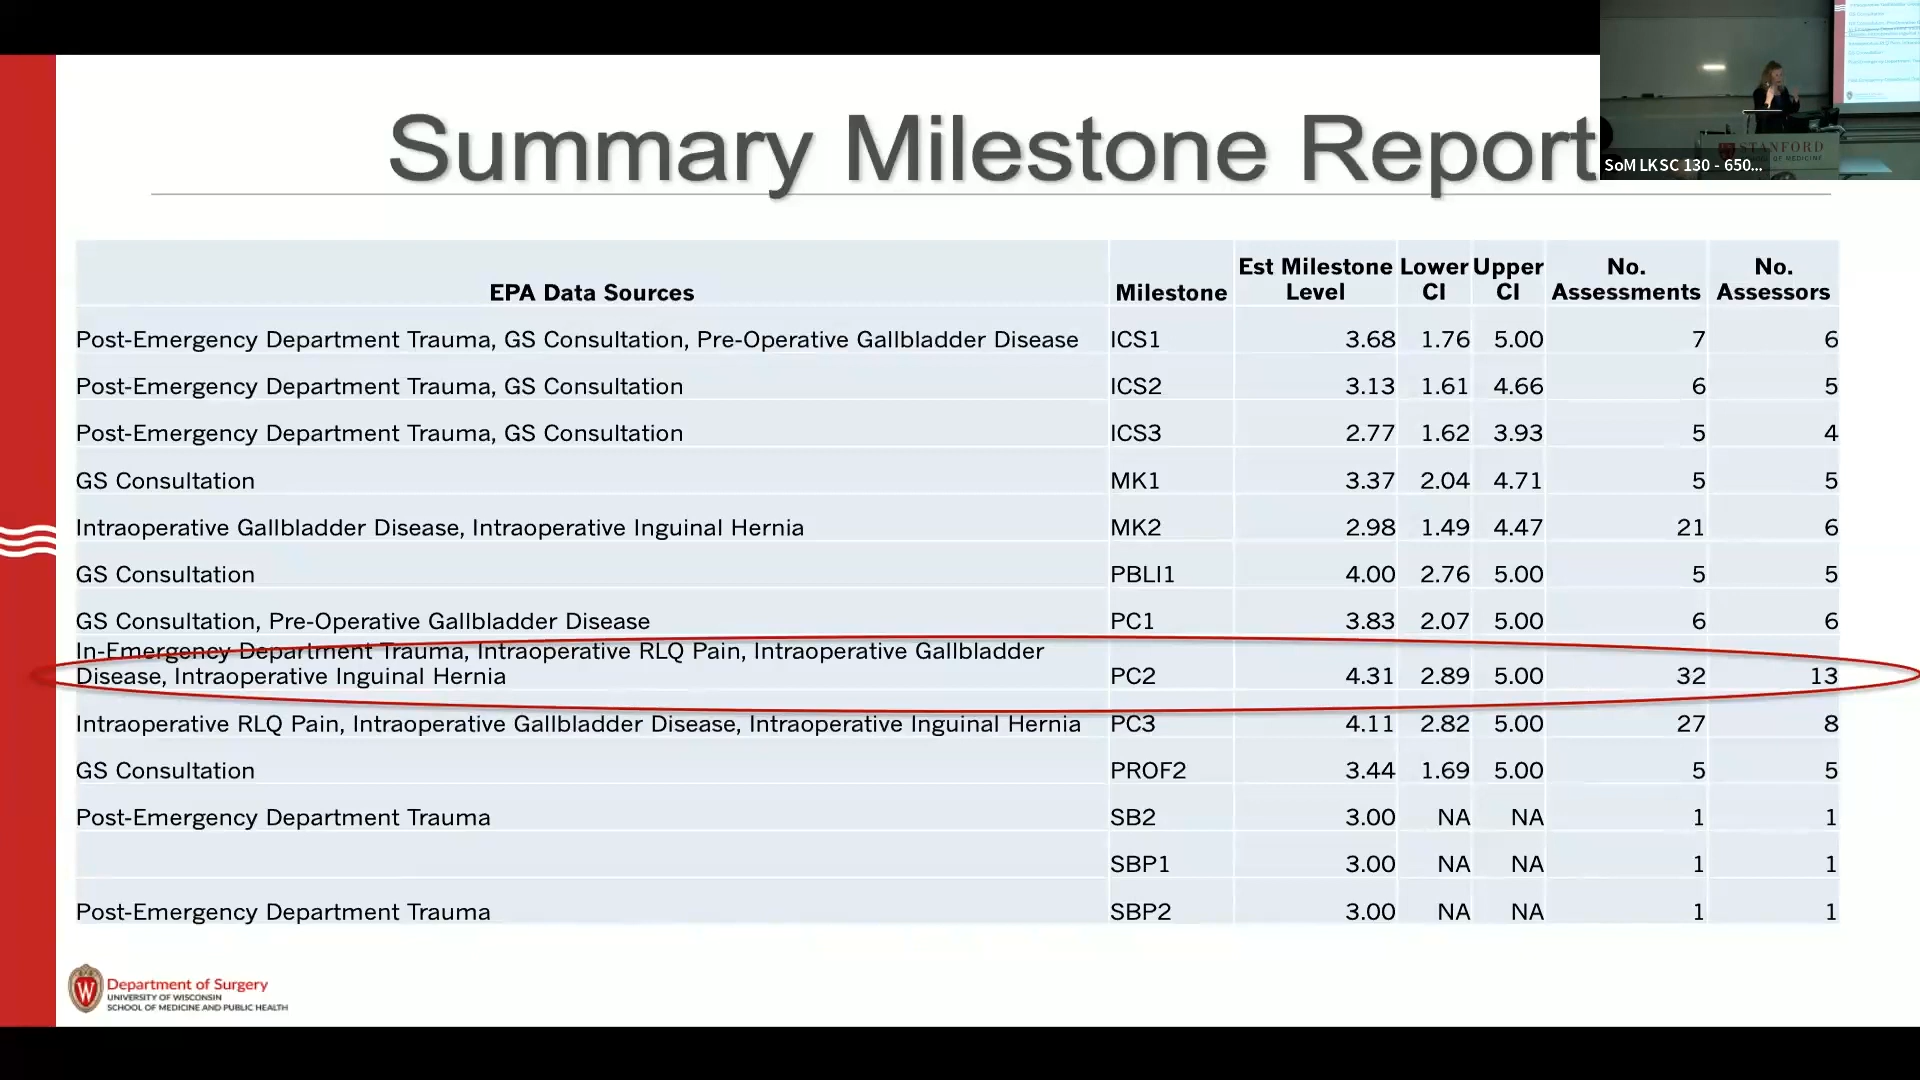 Summary Milestone Report
SoM LKSC 130 - 650...
STANFORD
SCHOOL OF MEDICINE
EPA Data Sources Milestone Est Milestone Level Lower CI Upper CI No. Assessments No. Assessors
Post-Emergency Department Trauma, GS Consultation, Pre-Operative Gallbladder Disease ICS1 3.68 1.76 5.00 7 6
Post-Emergency Department Trauma, GS Consultation ICS2 3.13 1.61 4.66 6 5
Post-Emergency Department Trauma, GS Consultation ICS3 2.77 1.62 3.93 5 4
GS Consultation MK1 3.37 2.04 4.71 5 5
Intraoperative Gallbladder Disease, Intraoperative Inguinal Hernia MK2 2.98 1.49 4.47 21 6
GS Consultation PBLI1 4.00 2.76 5.00 5 5
GS Consultation, Pre-Operative Gallbladder Disease PC1 3.83 2.07 5.00 6 6
In-Emergency Department Trauma, Intraoperative RLQ Pain, Intraoperative Gallbladder
Disease, Intraoperative Inguinal Hernia PC2 4.31 2.89 5.00 32 13
Intraoperative RLQ Pain, Intraoperative Gallbladder Disease, Intraoperative Inguinal Hernia PC3 4.11 2.82 5.00 27 8
GS Consultation PROF2 3.44 1.69 5.00 5 5
Post-Emergency Department Trauma SB2 3.00 NA NA 1 1
SBP1 3.00 NA NA 1 1
Post-Emergency Department Trauma SBP2 3.00 NA NA 1 1
W
Department of Surgery
UNIVERSITY OF WISCONSIN
SCHOOL OF MEDICINE AND PUBLIC HEALTH